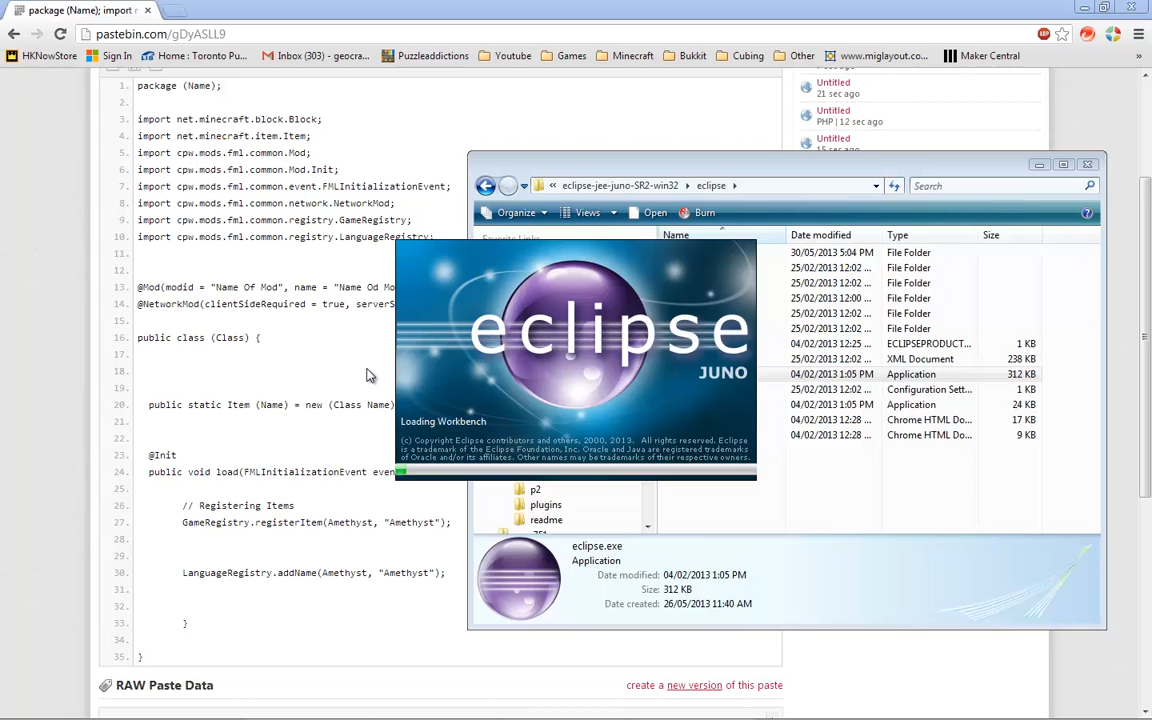 package (Name); import r
pastebin.com/gDyASLL9
HKNowStore
Sign In
Home : Toronto Pu...
Inbox (303) - geocra...
Puzzleaddictions
Youtube
Games
Minecraft
Bukkit
Cubing
Other
www.miglayout.co...
Maker Central
»
1. package (Name);
2.
3. import net.minecraft.block.Block;
4. import net.minecraft.item.Item;
5. import cpw.mods.fml.common.Mod;
6. import cpw.mods.fml.common.Mod.Init;
7. import cpw.mods.fml.common.event.FMLInitializationEvent;
8. import cpw.mods.fml.common.network.NetworkMod;
9. import cpw.mods.fml.common.registry.GameRegistry;
10. import cpw.mods.fml.common.registry.LanguageRegistry;
11.
12.
13. @Mod(modid = "Name Of Mod", name = "Name Od Mo
14. @NetworkMod(clientSideRequired = true, serverS
15.
16. public class (Class) {
17.
18.
19.
20. public static Item (Name) = new (Class Name)
21.
22.
23. @Init
24. public void load(FMLInitializationEvent even
25.
26. // Registering Items
27. GameRegistry.registerItem(Amethyst, "Amethyst");
28.
29.
30. LanguageRegistry.addName(Amethyst, "Amethyst");
31.
32.
33. }
34.
35. }
RAW Paste Data
create a new version of this paste
Untitled
21 sec ago
Untitled
PHP | 12 sec ago
Untitled
15 sec ago
« eclipse-jee-juno-SR2-win32
eclipse
Search
Organize
Views
Open
Burn
Favorite Links
Name
Date modified
Type
Size
30/05/2013 5:04 PM File Folder
25/02/2013 12:02 ... File Folder
25/02/2013 12:02 ... File Folder
25/02/2013 12:00 ... File Folder
25/02/2013 12:02 ... File Folder
25/02/2013 12:02 ... File Folder
04/02/2013 12:25 ... ECLIPSEPRODUCT... 1 KB
25/02/2013 12:02 ... XML Document 238 KB
04/02/2013 1:05 PM Application 312 KB
25/02/2013 12:02 ... Configuration Sett... 1 KB
04/02/2013 1:05 PM Application 24 KB
04/02/2013 12:28 ... Chrome HTML Do... 17 KB
04/02/2013 12:28 ... Chrome HTML Do... 9 KB
eclipse
JUNO
Loading Workbench
(c) Copyright Eclipse contributors and others, 2000, 2013. All rights reserved. Eclipse
is a trademark of the Eclipse Foundation, Inc. Oracle and Java are registered trademarks
of Oracle and/or its affiliates. Other names may be trademarks of their respective owners.
p2
plugins
readme
eclipse.exe
Application
Date modified: 04/02/2013 1:05 PM
Size: 312 KB
Date created: 26/05/2013 11:40 AM